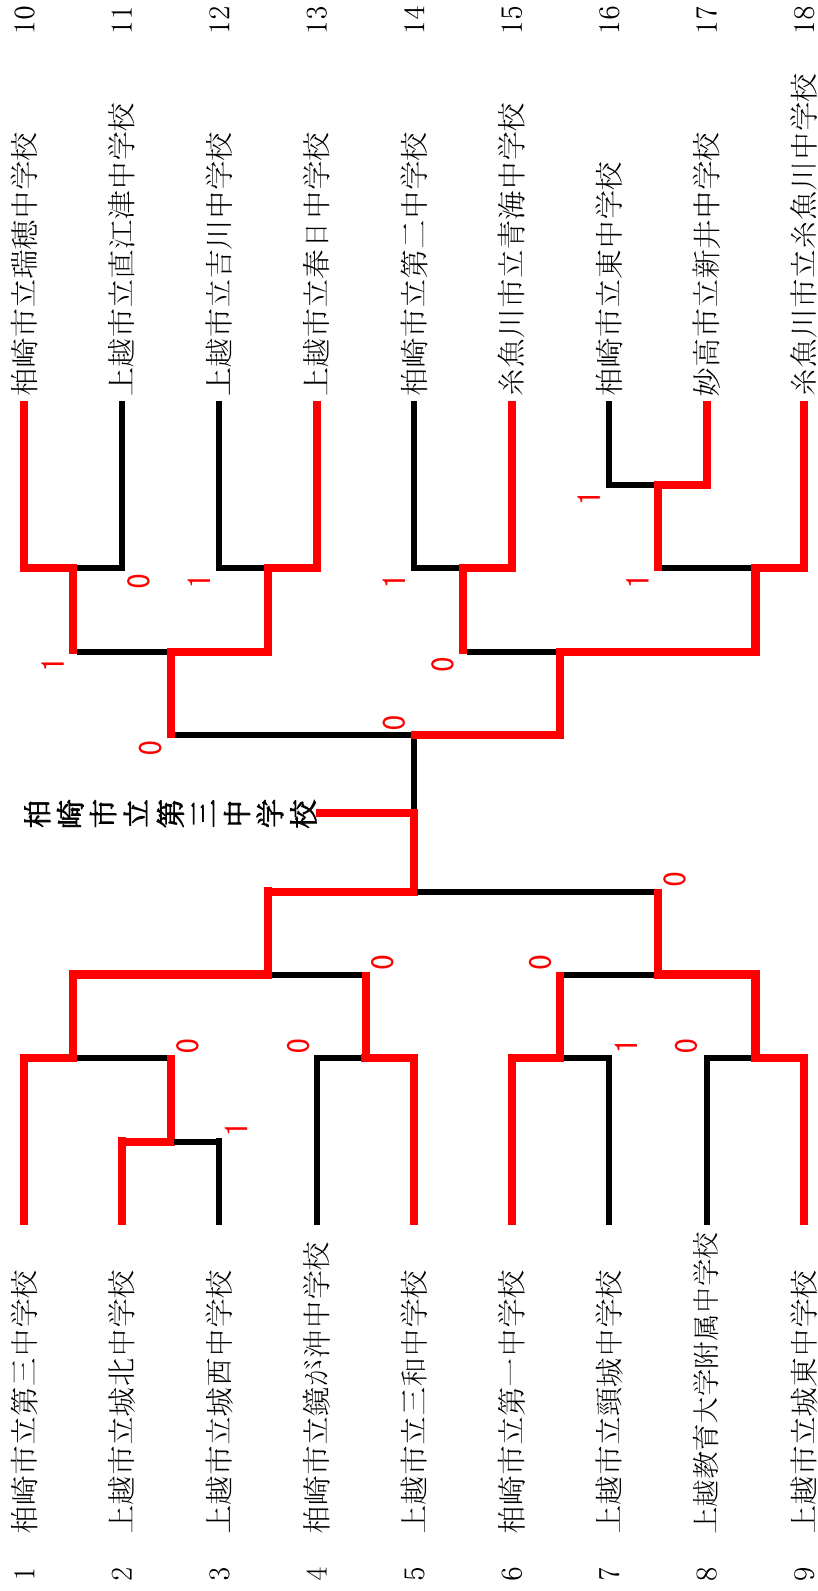 1 柏崎市立第三中学校
柏崎市立瑞穂中学校 10
柏崎市立第三中学校
1
2 上越市立城北中学校
上越市立直江津中学校 11
0
0
0
1
3 上越市立城西中学校
上越市立吉川中学校 12
1
0
4 柏崎市立鏡が沖中学校
上越市立春日中学校 13
0
0
1
5 上越市立三和中学校
柏崎市立第二中学校 14
0
6 柏崎市立第一中学校
糸魚川市立青海中学校 15
0
1
7 上越市立頸城中学校
柏崎市立東中学校 16
1
1
0
0
8 上越教育大学附属中学校
妙高市立新井中学校 17
9 上越市立城東中学校
糸魚川市立糸魚川中学校 18